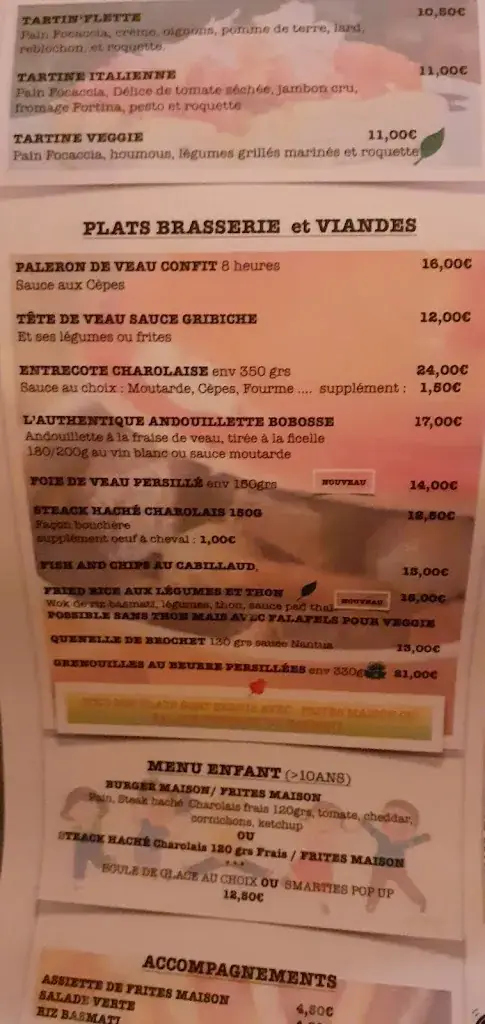 TARTIN'FLETTE 10,50€
Pain Focaccia, crème, oignons, pomme de terre, lard,
reblochon, et roquette.
TARTINE ITALIENNE 11,00€
Pain Focaccia, Délice de tomate séchée, jambon cru,
fromage Fortina, pesto et roquette
TARTINE VEGGIE 11,00€
Pain Focaccia, houmous, légumes grillés marinés et roquette
PLATS BRASSERIE et VIANDES
PALERON DE VEAU CONFIT 8 heures 16,00€
Sauce aux Cèpes
TÊTE DE VEAU SAUCE GRIBICHE 12,00€
Et ses légumes ou frites
ENTRECOTE CHAROLAISE env 350 grs 24,00€
Sauce au choix : Moutarde, Cèpes, Fourme .... supplément : 1,50€
L'AUTHENTIQUE ANDOUILLETTE BOBOSSE 17,00€
Andouillette à la fraise de veau, tirée à la ficelle
180/200g au vin blanc ou sauce moutarde
FOIE DE VEAU PERSILLÉ env 150grs NOUVEAU 14,00€
STEACK HACHÉ CHAROLAIS 150G 12,50€
Façon bouchère
supplément oeuf à cheval : 1,00€
FISH AND CHIPS AU CABILLAUD, 15,00€
FRIED RICE AUX LÉGUMES ET THON NOUVEAU 15,00€
Wok de riz basmati, légumes, thon, sauce pad thai
POSSIBLE SANS THON MAIS AVEC FALAFELS POUR VEGGIE
QUENELLE DE BROCHET 130 grs sauce Nantua 13,00€
GRENOUILLES AU BEURRE PERSILLÉES env 330g 21,00€
MENU ENFANT (>10ANS)
BURGER MAISON/ FRITES MAISON
Pain, Steak haché Charolais frais 120grs, tomate, cheddar,
cornichons, ketchup
OU
STEACK HACHÉ Charolais 120 grs Frais / FRITES MAISON
***
BOULE DE GLACE AU CHOIX OU SMARTIES POP UP
12,50€
ACCOMPAGNEMENTS
ASSIETTE DE FRITES MAISON 4,50€
SALADE VERTE
RIZ BASMATI